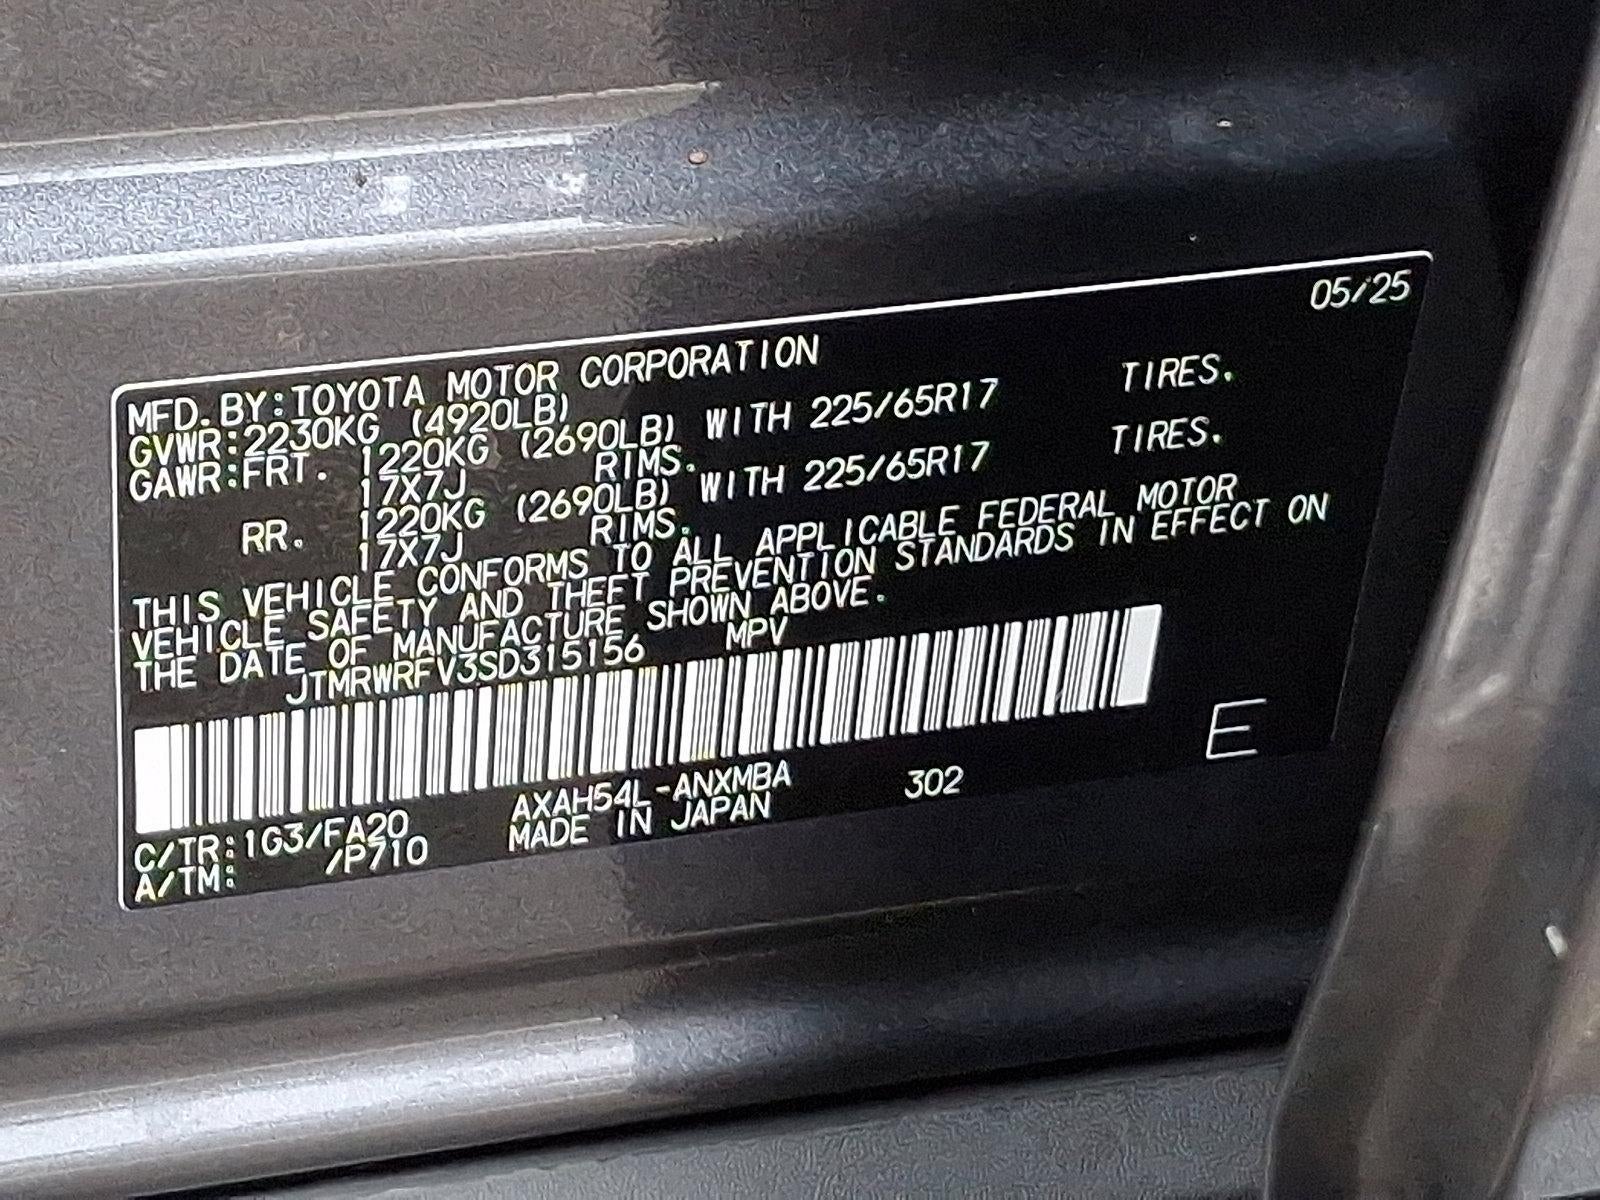 05/25
MFD. BY:TOYOTA MOTOR CORPORATION
GVWR:2230KG (4920LB)
GAWR:FRT. 1220KG (2690LB) WITH 225/65R17 TIRES.
17X7J RIMS.
RR. 1220KG (2690LB) WITH 225/65R17 TIRES.
17X7J RIMS.
THIS VEHICLE CONFORMS TO ALL APPLICABLE FEDERAL MOTOR
VEHICLE SAFETY AND THEFT PREVENTION STANDARDS IN EFFECT ON
THE DATE OF MANUFACTURE SHOWN ABOVE.
JTMRWRFV3SD315156 MPV
E
AXAH54L-ANXMBA 302
C/TR:1G3/FA20 MADE IN JAPAN
A/TM: /P710